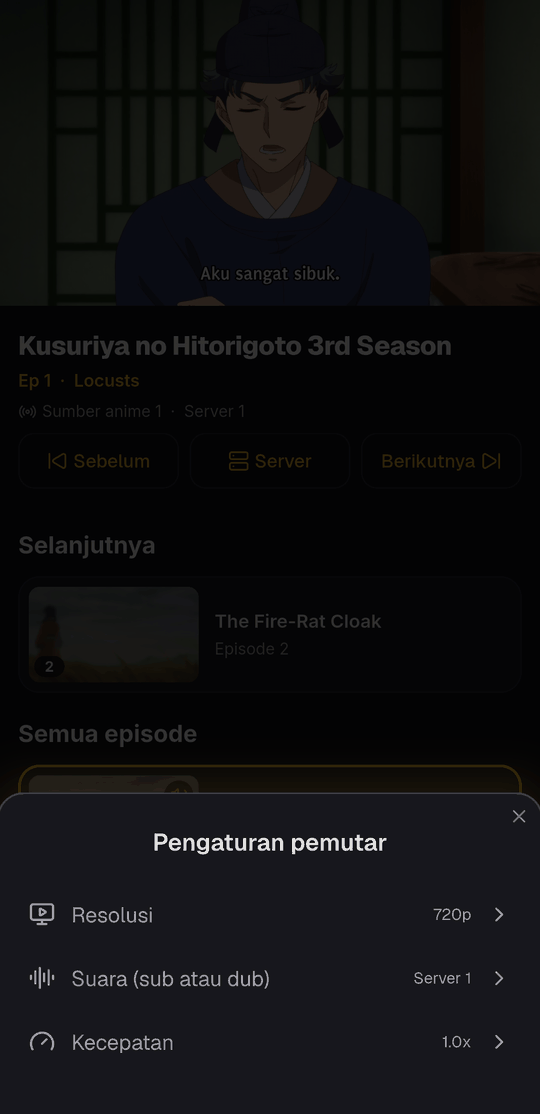 Aku sangat sibuk.
Kusuriya no Hitorigoto 3rd Season
Ep 1 · Locusts
Sumber anime 1 · Server 1
Sebelum
Server
Berikutnya
Selanjutnya
The Fire-Rat Cloak
Episode 2
2
Semua episode
Pengaturan pemutar
Resolusi 720p
Suara (sub atau dub) Server 1
Kecepatan 1.0x